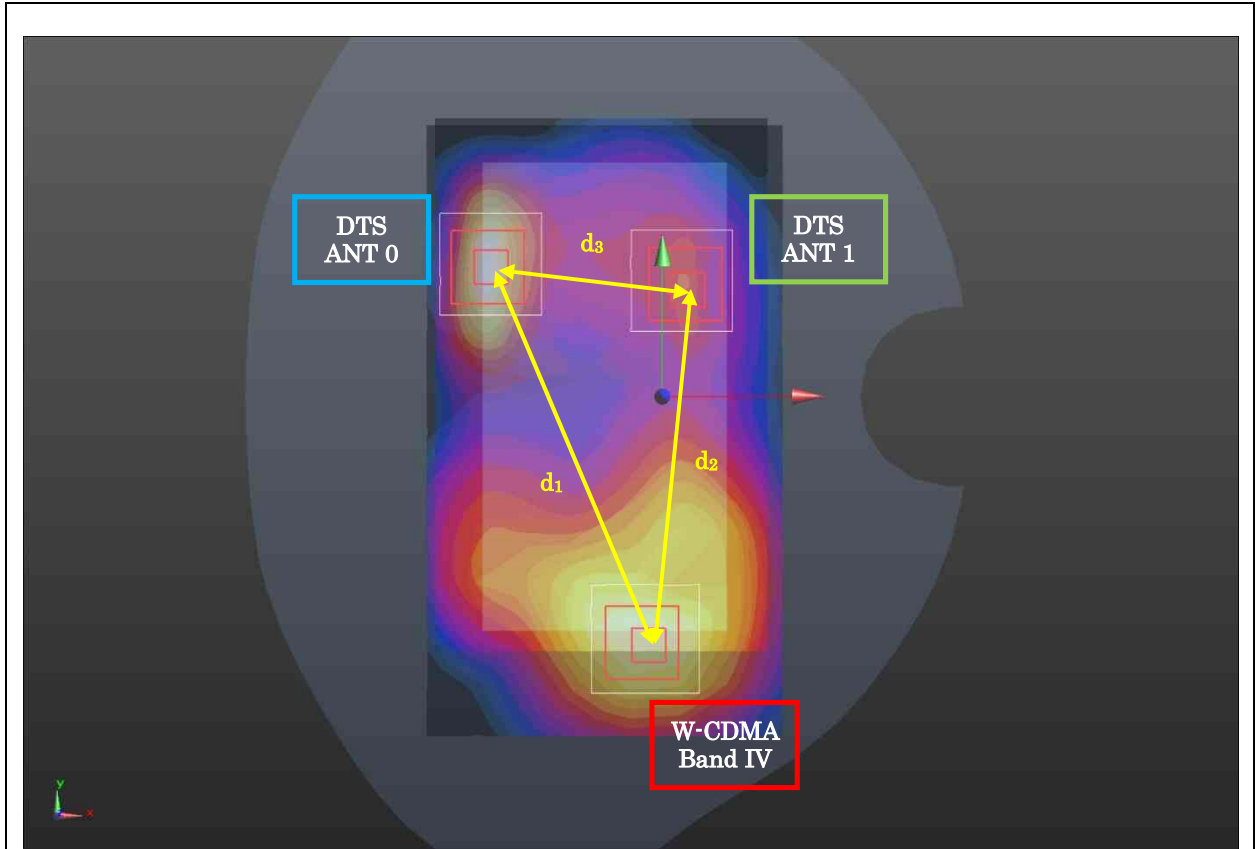 DTS
ANT 0
d₃
DTS
ANT 1
d₂
d₁
W-CDMA
Band IV
y
x